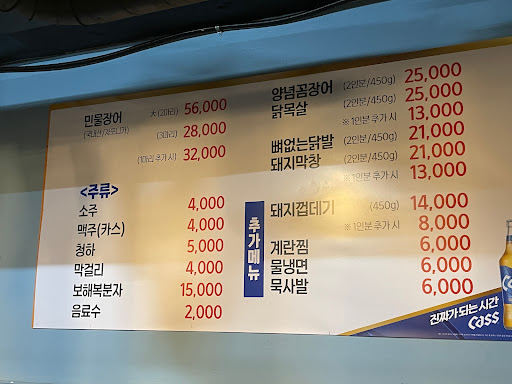 민물장어 大(2마리) 56,000
(국내산/자포니카) (3마리) 28,000
(1마리 추가 시) 32,000
<주류>
소주 4,000
맥주(카스) 4,000
청하 5,000
막걸리 4,000
보해복분자 15,000
음료수 2,000
양념꼼장어 (2인분/450g) 25,000
닭목살 (2인분/450g) 25,000
※1인분 추가 시 13,000
뼈없는닭발 (2인분/450g) 21,000
돼지막창 (2인분/450g) 21,000
※1인분 추가 시 13,000
추가메뉴
돼지껍데기 (450g) 14,000
※1인분 추가 시 8,000
계란찜 6,000
물냉면 6,000
묵사발 6,000
진짜가 되는 시간
cass